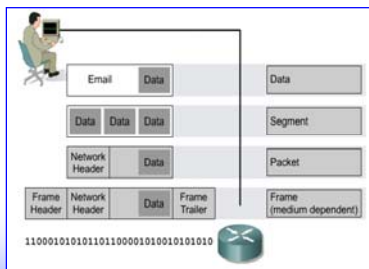 Email Data Data
Data Data Data Segment
Network Header Data Packet
Frame Header Network Header Data Frame Trailer Frame (medium dependent)
1100010101011011000010100101010010